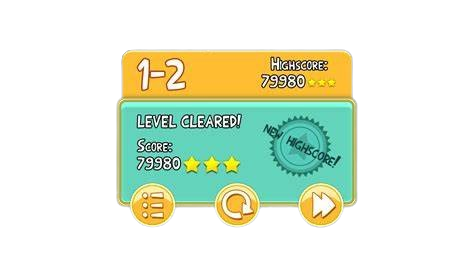 1-2
HIGHSCORE:
79980
LEVEL CLEARED!
SCORE:
79980
NEW HIGHSCORE!